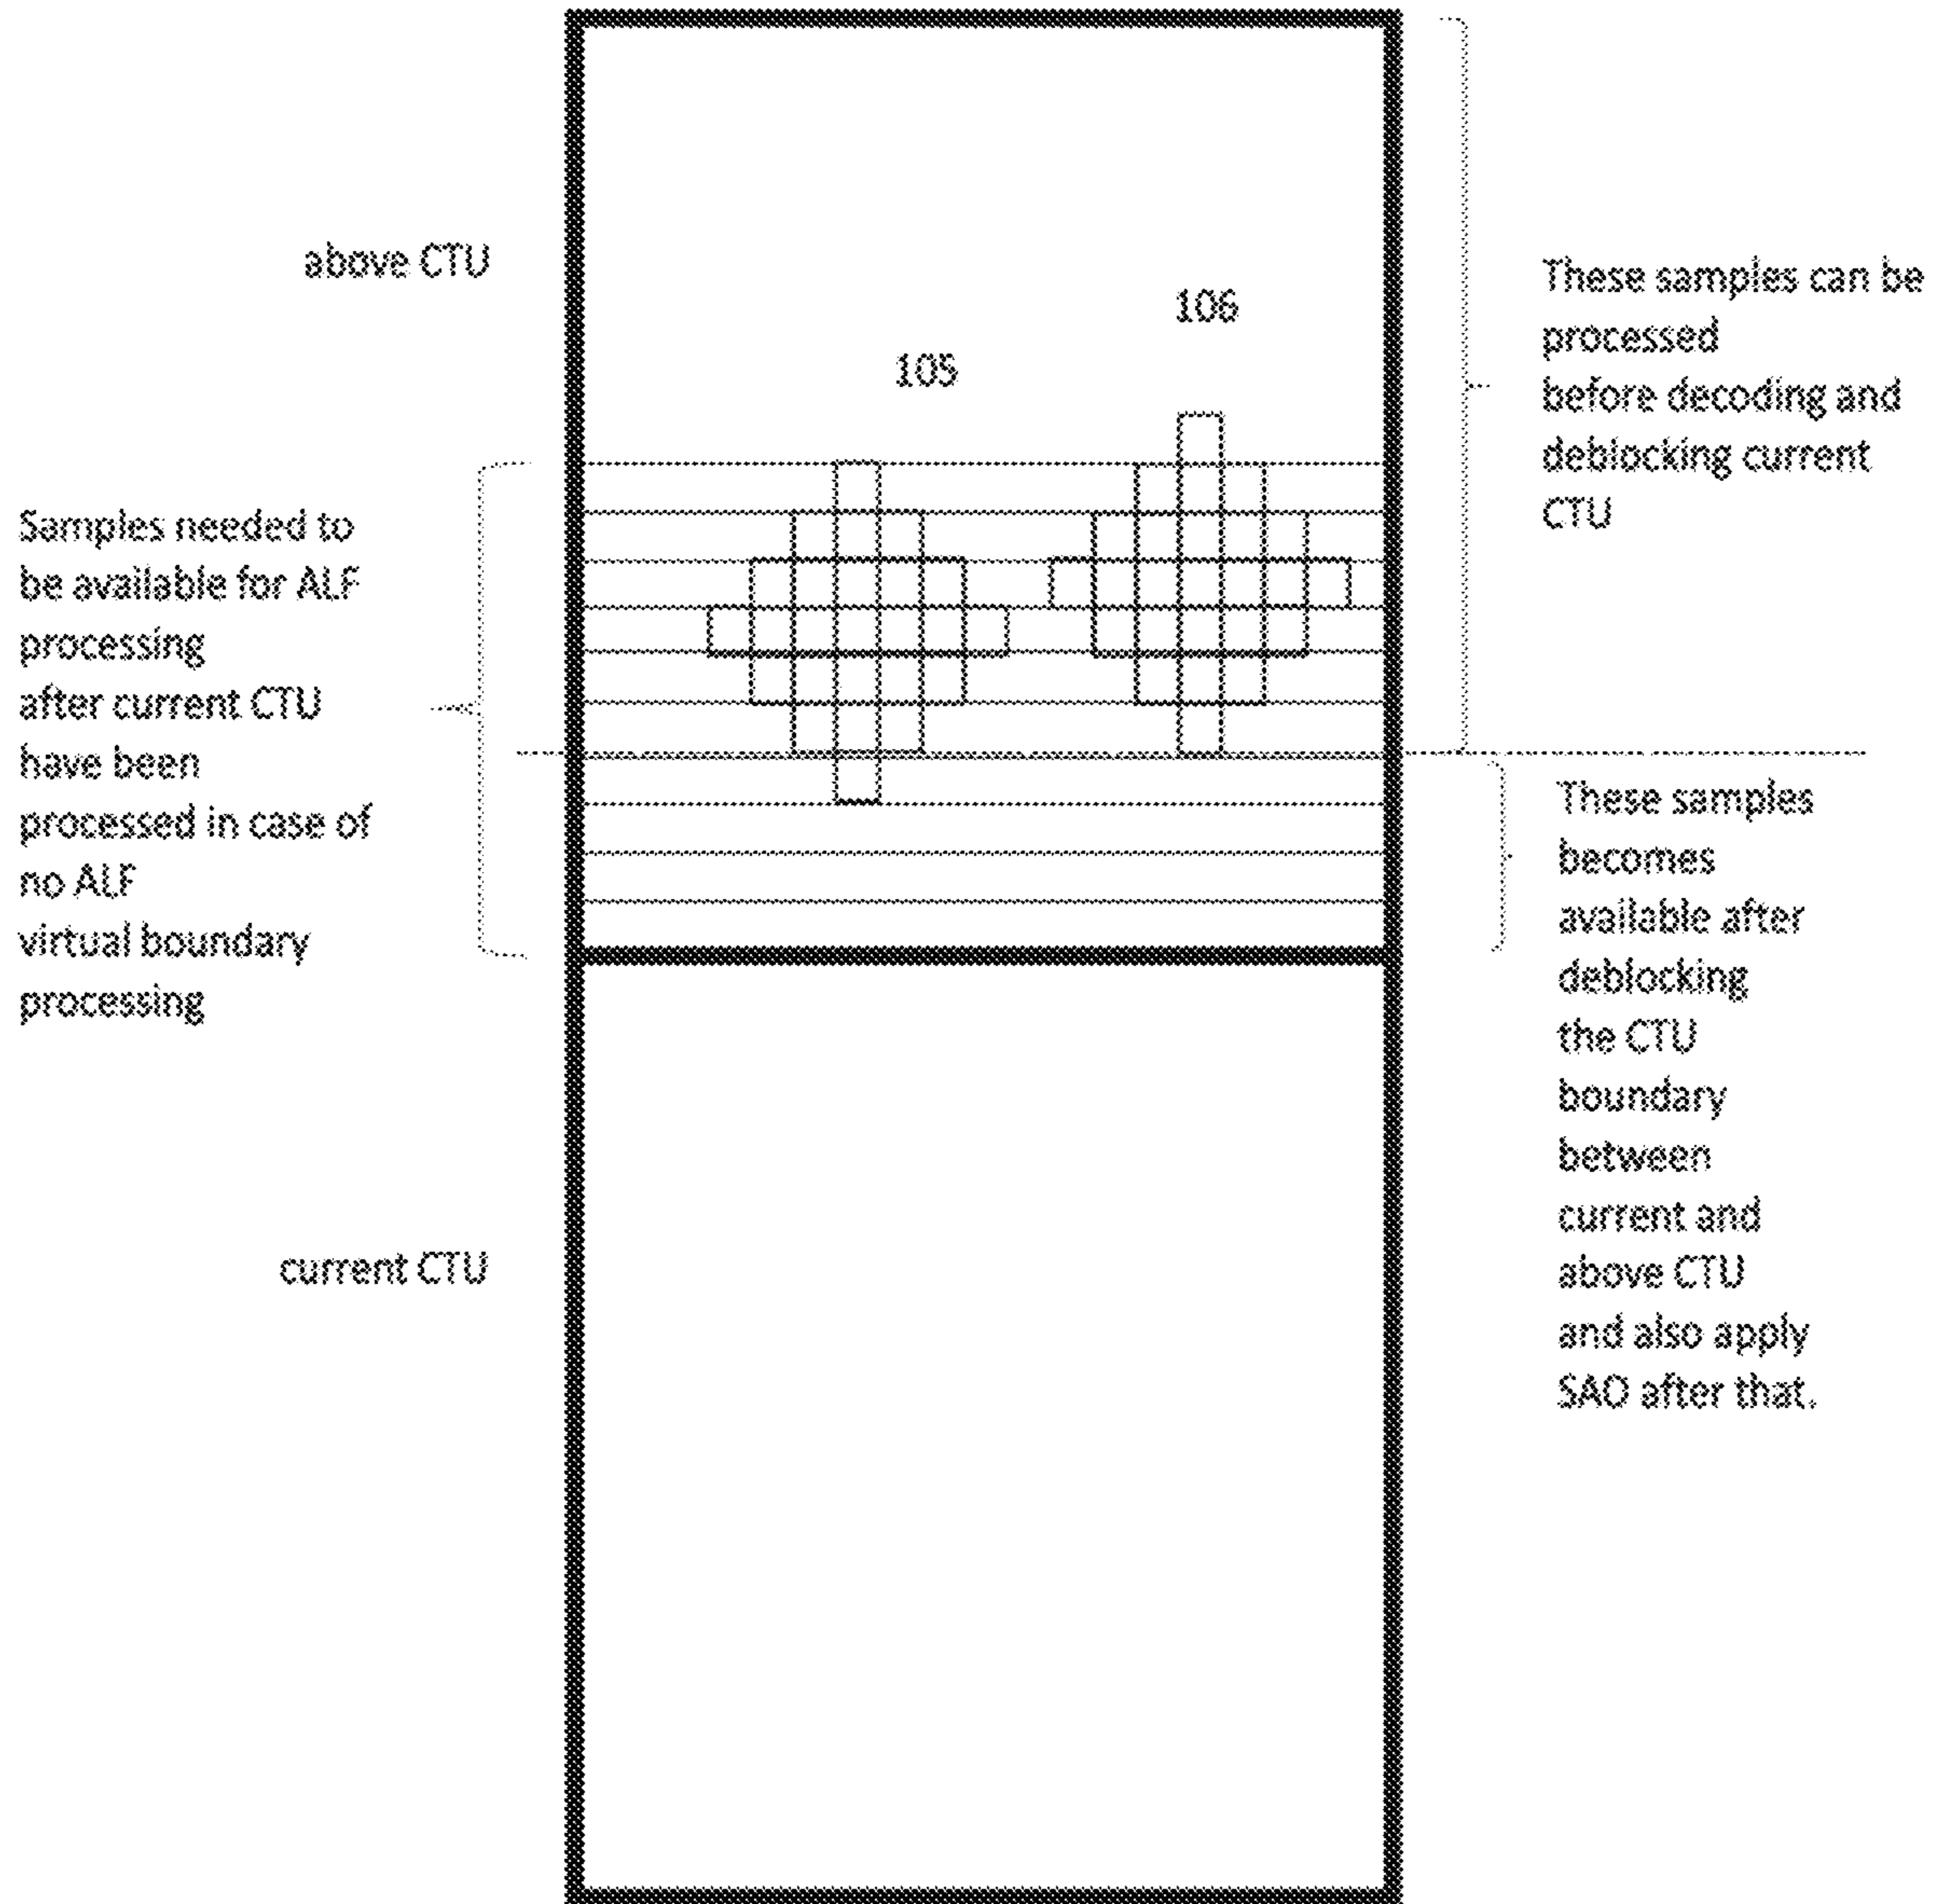 above CTU
106
105
These samples can be
processed
before decoding and
deblocking current
CTU
Samples needed to
be available for ALF
processing
after current CTU
have been
processed in case of
no ALF
virtual boundary
processing
These samples
becomes
available after
deblocking
the CTU
boundary
between
current and
above CTU
and also apply
SAO after that.
current CTU